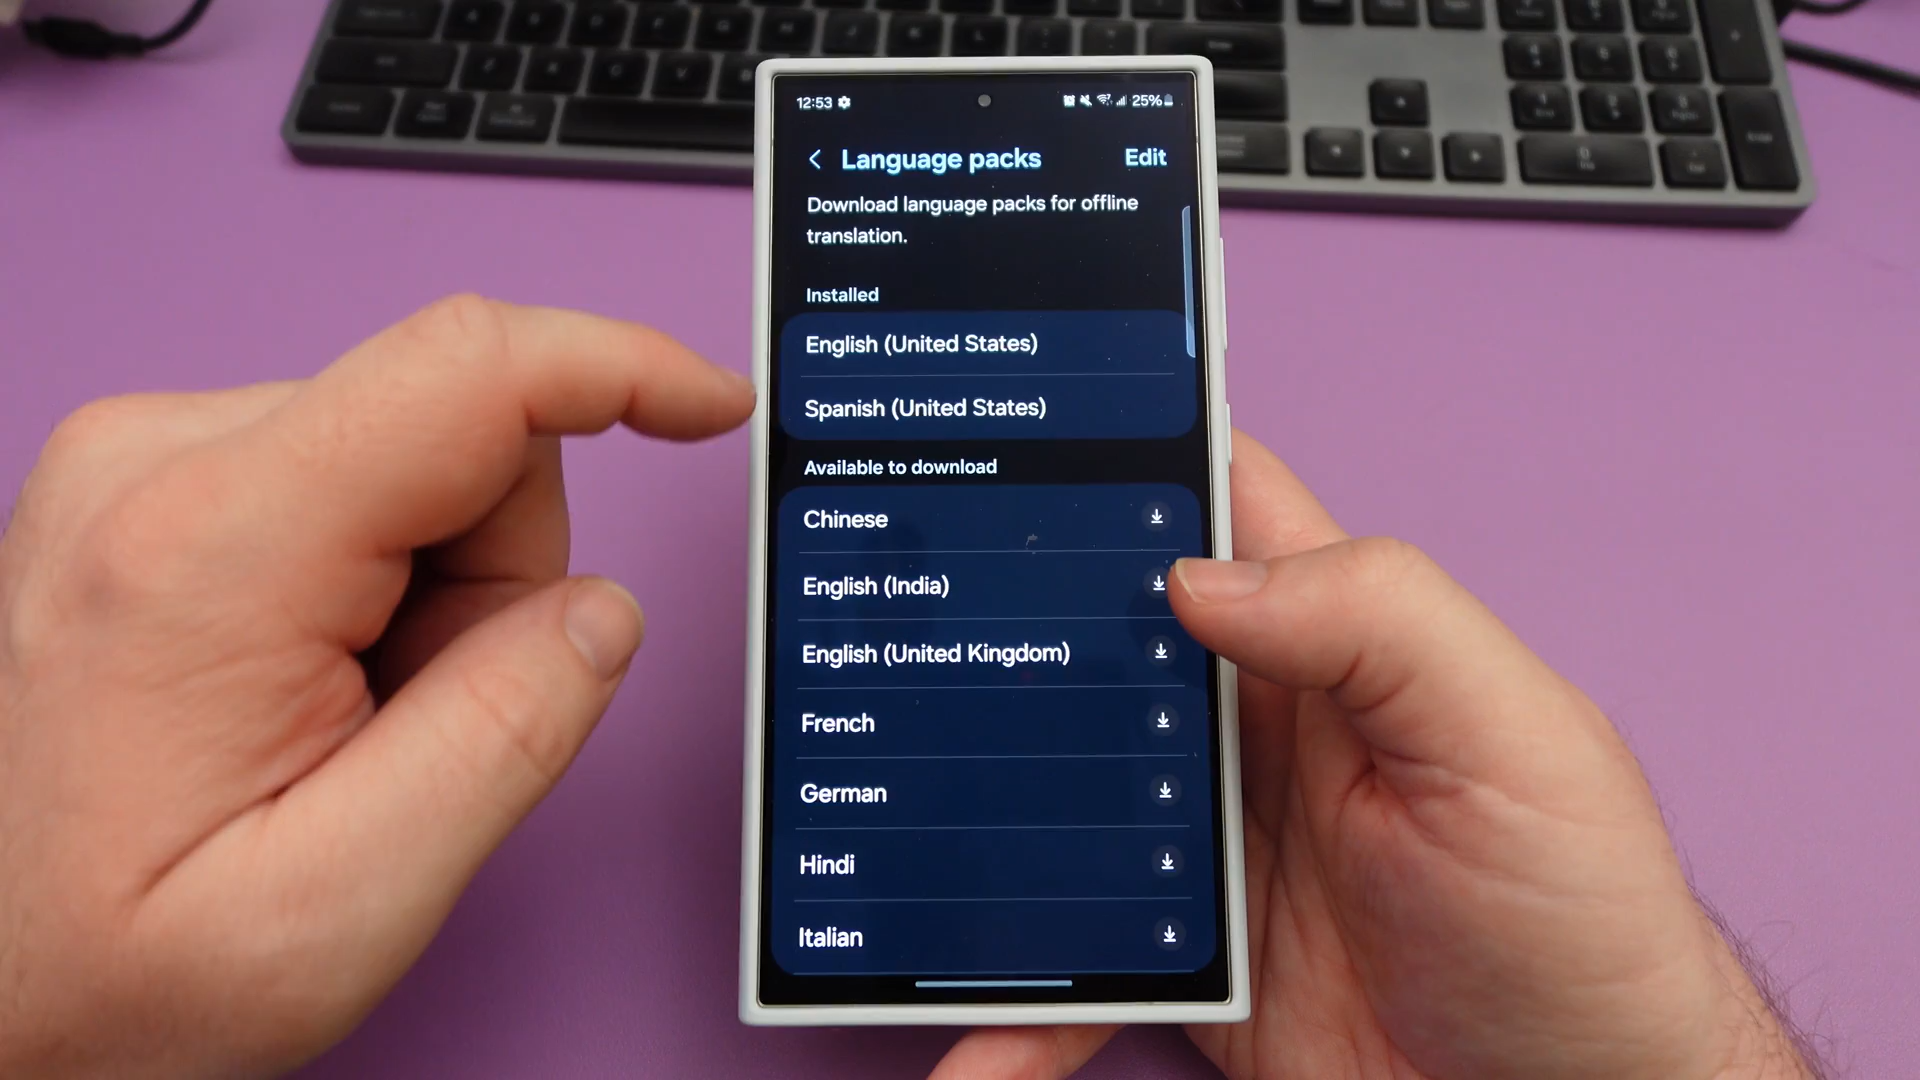 12:53
25%
Language packs
Edit
Download language packs for offline
translation.
Installed
English (United States)
Spanish (United States)
Available to download
Chinese
English (India)
English (United Kingdom)
French
German
Hindi
Italian